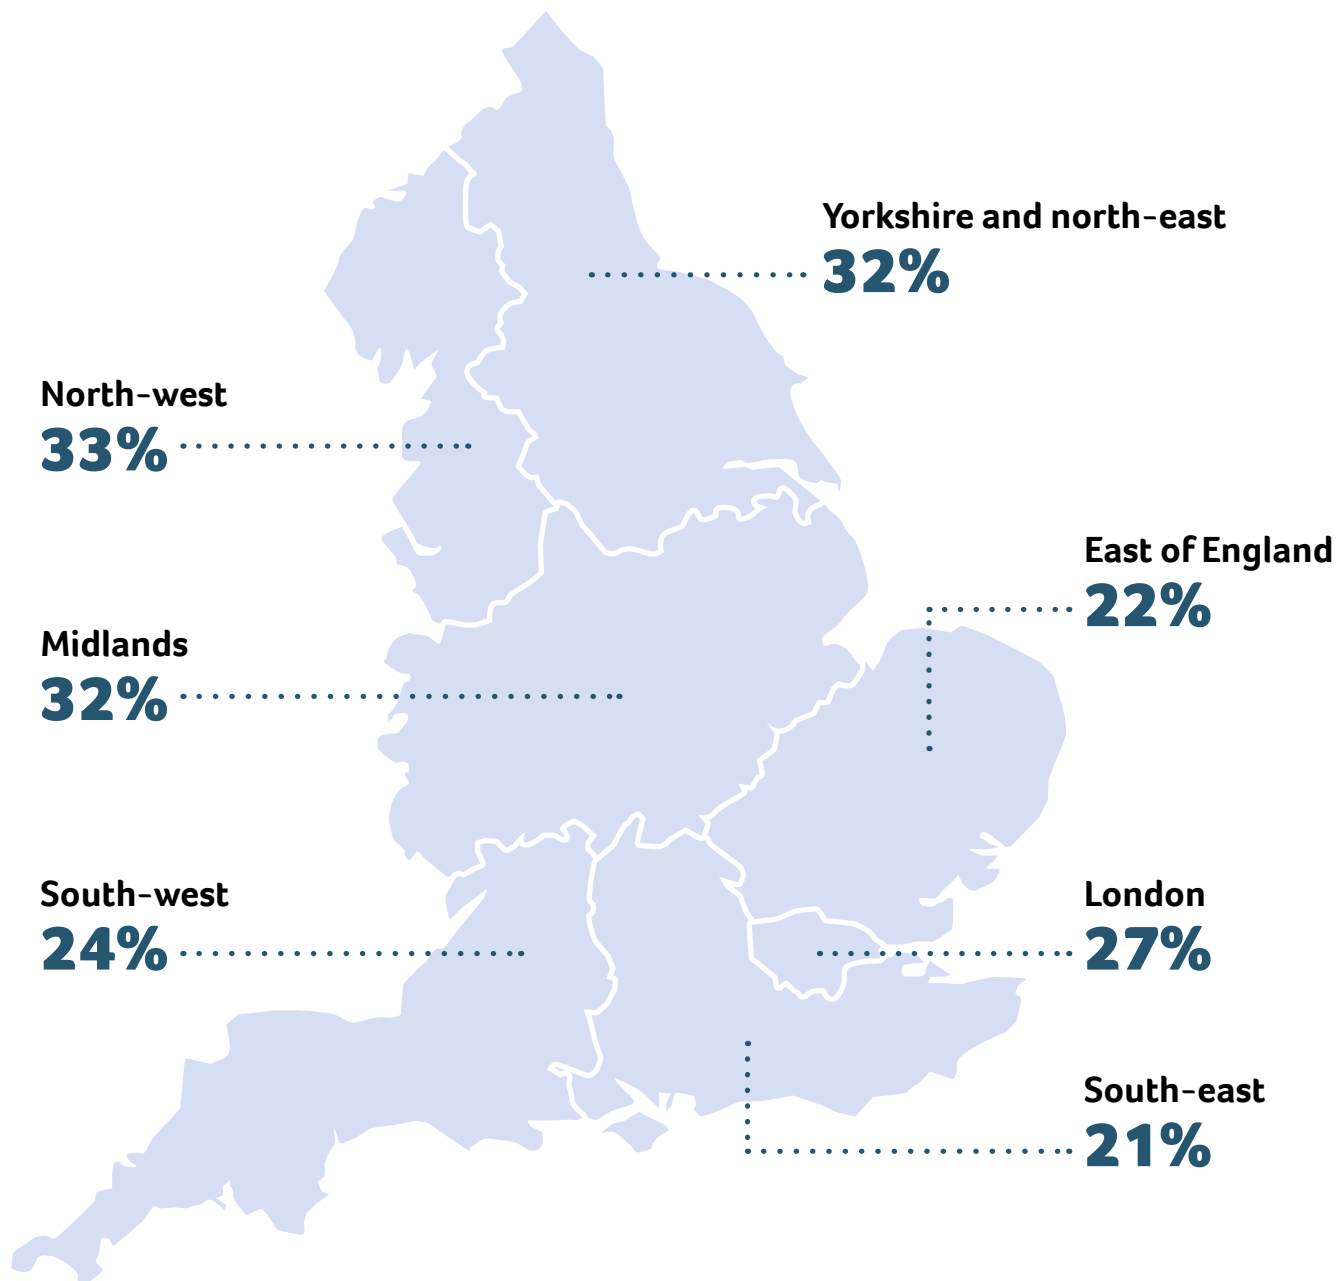 Yorkshire and north-east
32%
North-west
33%
East of England
22%
Midlands
32%
South-west
24%
London
27%
South-east
21%